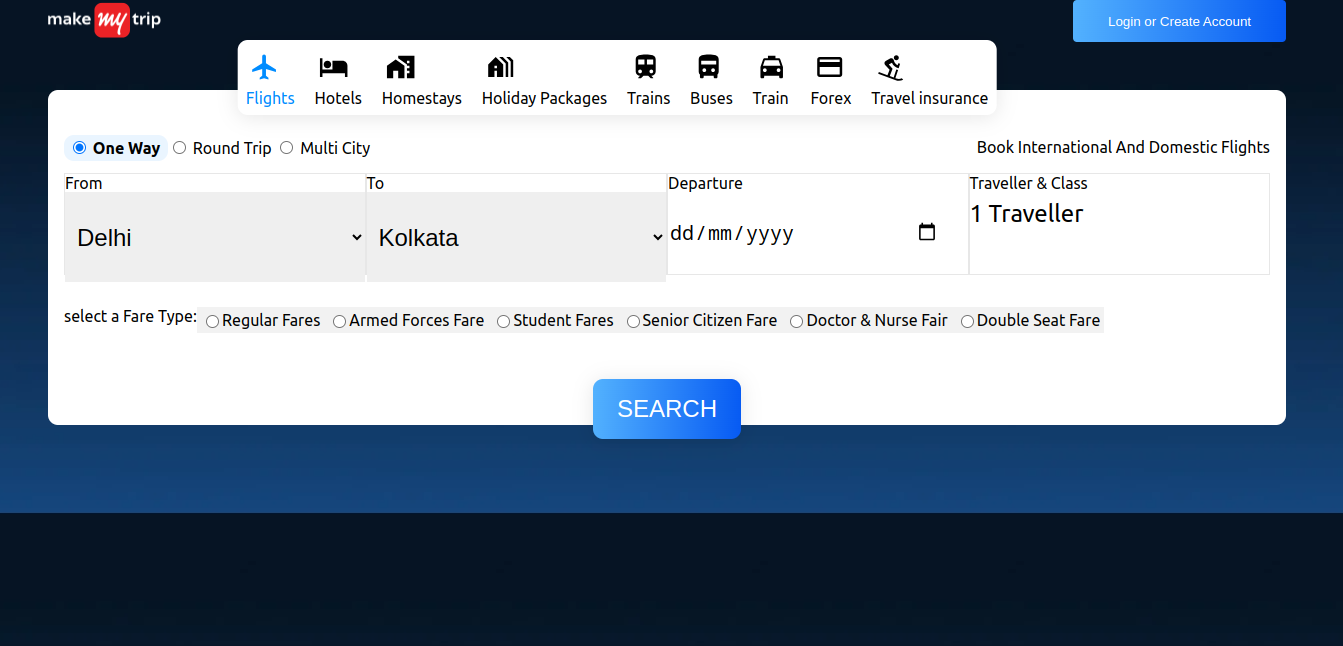 make my trip
Login or Create Account
Flights Hotels Homestays Holiday Packages Trains Buses Train Forex Travel insurance
One Way Round Trip Multi City
Book International And Domestic Flights
From To Departure Traveller & Class
Delhi Kolkata dd/mm/yyyy 1 Traveller
select a Fare Type: Regular Fares Armed Forces Fare Student Fares Senior Citizen Fare Doctor & Nurse Fair Double Seat Fare
SEARCH